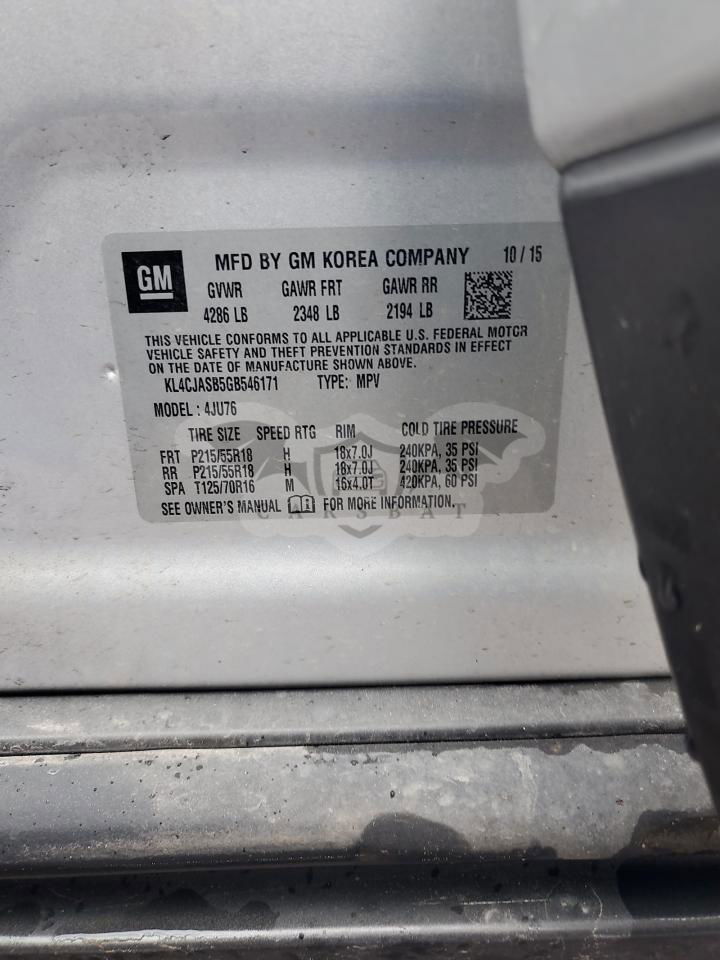 GM
MFD BY GM KOREA COMPANY 10 / 15
GVWR GAWR FRT GAWR RR
4286 LB 2348 LB 2194 LB
THIS VEHICLE CONFORMS TO ALL APPLICABLE U.S. FEDERAL MOTOR
VEHICLE SAFETY AND THEFT PREVENTION STANDARDS IN EFFECT
ON THE DATE OF MANUFACTURE SHOWN ABOVE.
KL4CJASB5GB546171 TYPE: MPV
MODEL : 4JU76
TIRE SIZE SPEED RTG RIM COLD TIRE PRESSURE
FRT P215/55R18 H 18x7.0J 240KPA, 35 PSI
RR P215/55R18 H 18x7.0J 240KPA, 35 PSI
SPA T125/70R16 M 16x4.0T 420KPA, 60 PSI
SEE OWNER'S MANUAL FOR MORE INFORMATION.
CARSBAT